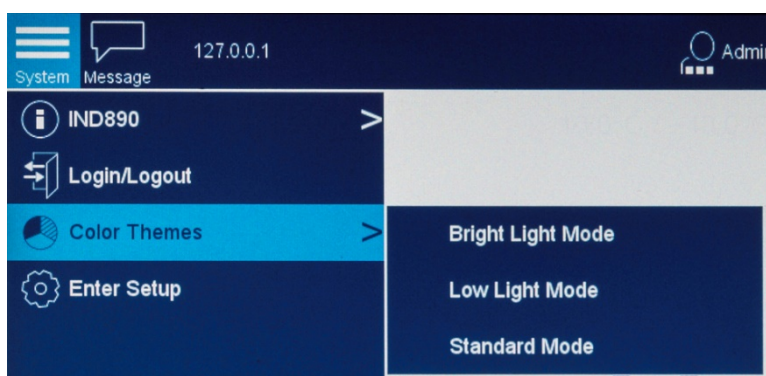 127.0.0.1
System Message
IND890 >
Login/Logout
Color Themes >
Enter Setup
Bright Light Mode
Low Light Mode
Standard Mode